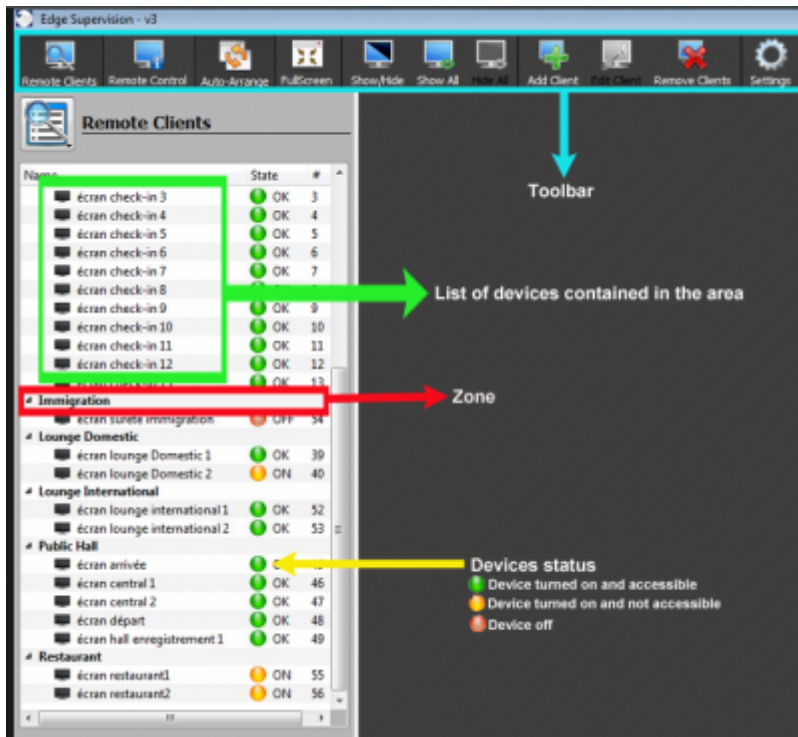 Edge Supervision - v3
Remote Clients Remote Control Auto-Arrange FullScreen Show/Hide Show All Hide All Add Client Edit Client Remove Clients Settings
Remote Clients
Toolbar
Name State #
écran check-in 3 OK 3
écran check-in 4 OK 4
écran check-in 5 OK 5
écran check-in 6 OK 6
écran check-in 7 OK 7
écran check-in 8
List of devices contained in the area
écran check-in 9 OK 9
écran check-in 10 OK 10
écran check-in 11 OK 11
écran check-in 12 OK 12
OK 13
Immigration
Zone
écran sureté immigration OFF 54
Lounge Domestic
écran lounge Domestic 1 OK 39
écran lounge Domestic 2 ON 40
Lounge International
écran lounge international 1 OK 52
écran lounge international 2 OK 53
Public Hall
écran arrivée
Devices status
écran central 1 OK 46
Device turned on and accessible
écran central 2 OK 47
Device turned on and not accessible
écran départ OK 48
Device off
écran hall enregistrement 1 OK 49
Restaurant
écran restaurant1 ON 55
écran restaurant2 ON 56